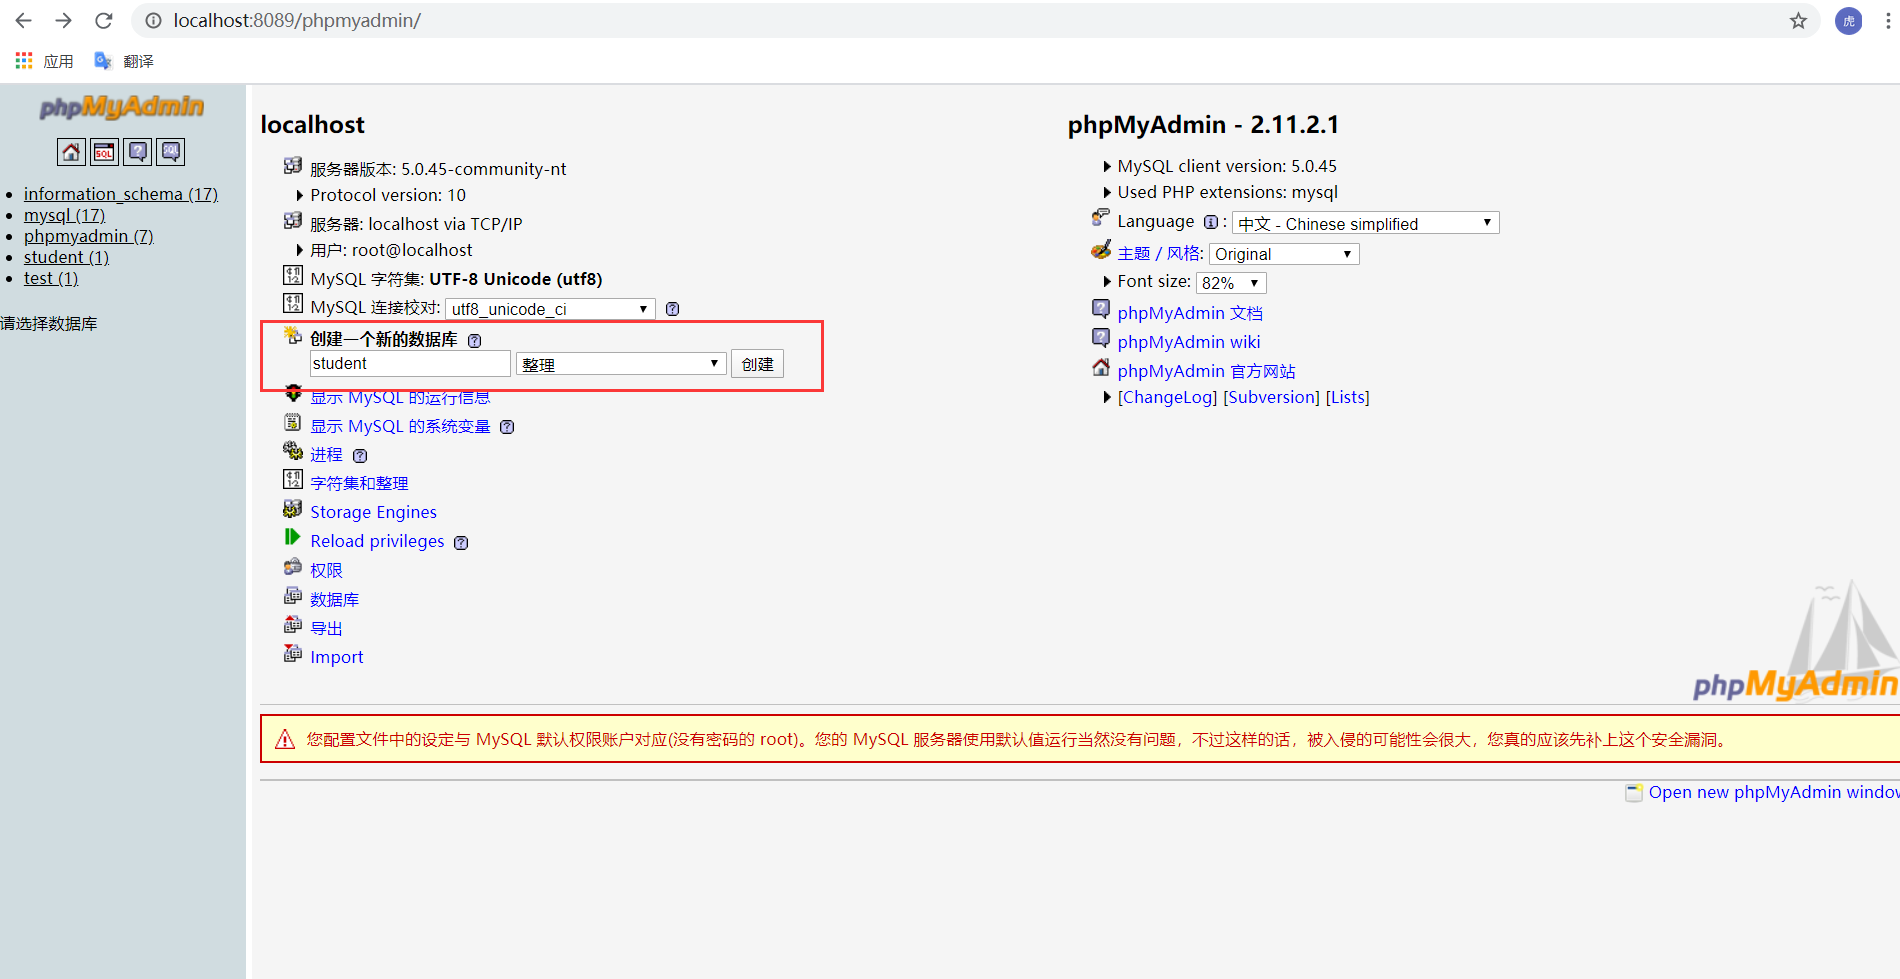 localhost:8089/phpmyadmin/
虎
应用
翻译
phpMyAdmin
SQL
?
SQL
information_schema (17)
mysql (17)
phpmyadmin (7)
student (1)
test (1)
请选择数据库
localhost
服务器版本: 5.0.45-community-nt
Protocol version: 10
服务器: localhost via TCP/IP
用户: root@localhost
MySQL 字符集: UTF-8 Unicode (utf8)
MySQL 连接校对: utf8_unicode_ci ?
创建一个新的数据库 ?
student 整理 创建
显示 MySQL 的运行信息
显示 MySQL 的系统变量 ?
进程 ?
字符集和整理
Storage Engines
Reload privileges ?
权限
数据库
导出
Import
phpMyAdmin - 2.11.2.1
MySQL client version: 5.0.45
Used PHP extensions: mysql
Language i : 中文 - Chinese simplified
主题 / 风格: Original
Font size: 82%
phpMyAdmin 文档
phpMyAdmin wiki
phpMyAdmin 官方网站
[ChangeLog] [Subversion] [Lists]
phpMyAdmin
您配置文件中的设定与 MySQL 默认权限账户对应(没有密码的 root)。您的 MySQL 服务器使用默认值运行当然没有问题，不过这样的话，被入侵的可能性会很大，您真的应该先补上这个安全漏洞。
Open new phpMyAdmin window